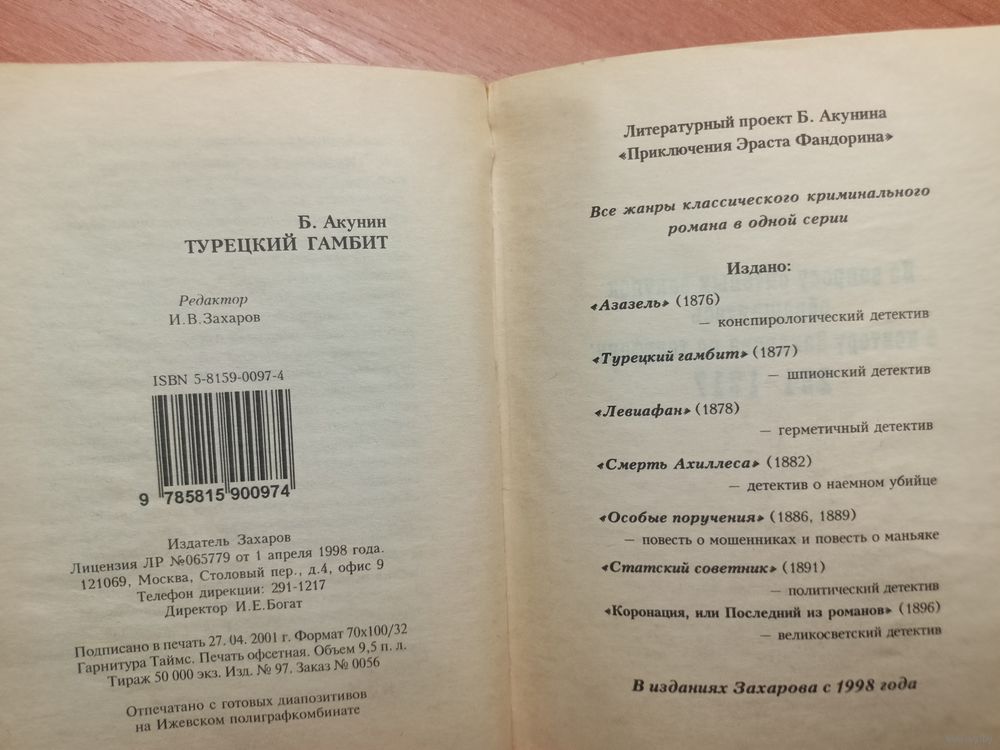 Б. Акунин
ТУРЕЦКИЙ ГАМБИТ
Редактор
И.В.Захаров
ISBN 5-8159-0097-4
9 785815 900974
Издатель Захаров
Лицензия ЛР №065779 от 1 апреля 1998 года.
121069, Москва, Столовый пер., д.4, офис 9
Телефон дирекции: 291-1217
Директор И.Е.Богат
Подписано в печать 27. 04. 2001 г. Формат 70х100/32
Гарнитура Таймс. Печать офсетная. Объем 9,5 п. л.
Тираж 50 000 экз. Изд. № 97. Заказ № 0056
Отпечатано с готовых диапозитивов
на Ижевском полиграфкомбинате
Литературный проект Б. Акунина
«Приключения Эраста Фандорина»
Все жанры классического криминального
романа в одной серии
Издано:
«Азазель» (1876)
— конспирологический детектив
«Турецкий гамбит» (1877)
— шпионский детектив
«Левиафан» (1878)
— герметичный детектив
«Смерть Ахиллеса» (1882)
— детектив о наемном убийце
«Особые поручения» (1886, 1889)
— повесть о мошенниках и повесть о маньяке
«Статский советник» (1891)
— политический детектив
«Коронация, или Последний из романов» (1896)
— великосветский детектив
В изданиях Захарова с 1998 года